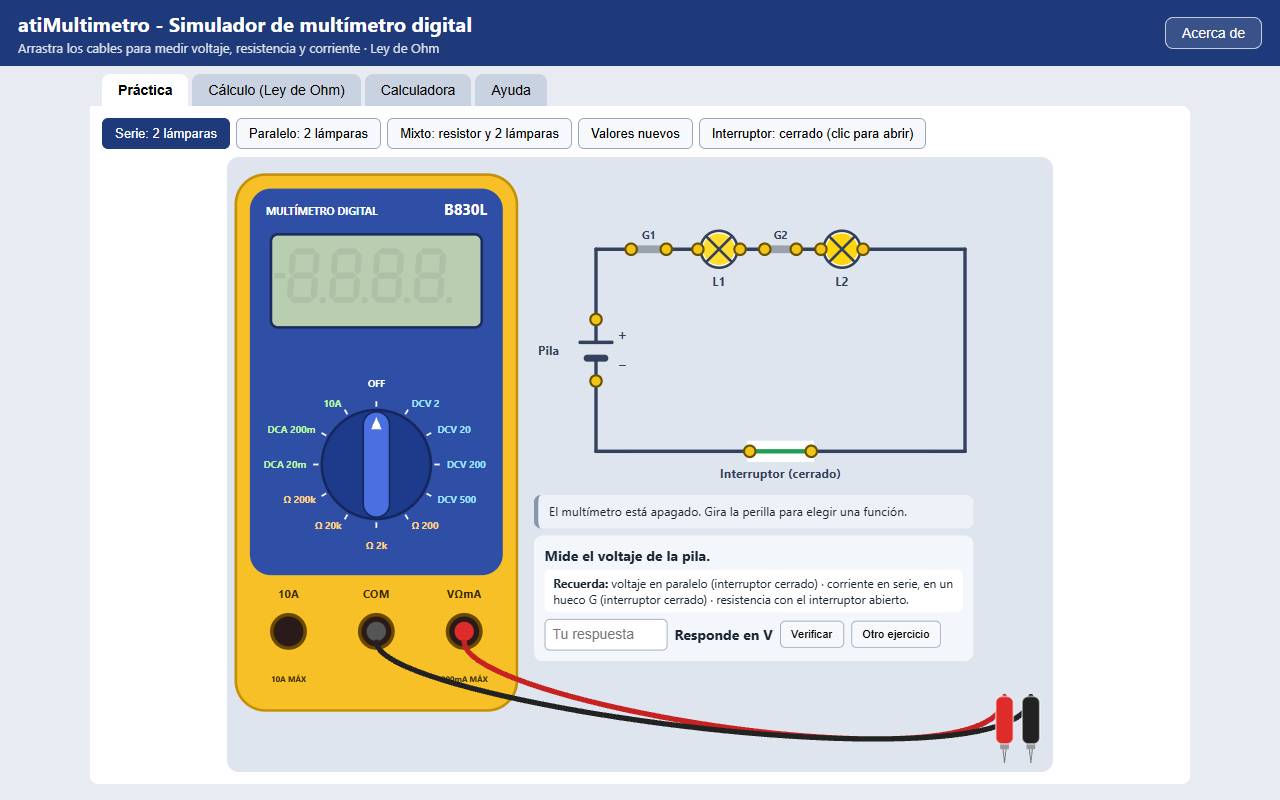 atiMultimetro - Simulador de multímetro digital
Arrastra los cables para medir voltaje, resistencia y corriente · Ley de Ohm
Acerca de
Práctica
Cálculo (Ley de Ohm)
Calculadora
Ayuda
Serie: 2 lámparas
Paralelo: 2 lámparas
Mixto: resistor y 2 lámparas
Valores nuevos
Interruptor: cerrado (clic para abrir)
MULTÍMETRO DIGITAL
B830L
OFF
10A
DCV 2
DCA 200m
DCV 20
DCA 20m
DCV 200
Ω 200k
DCV 500
Ω 20k
Ω 200
Ω 2k
10A
COM
VΩmA
10A MÁX
mA MÁX
G1
G2
L1
L2
Pila
+
−
Interruptor (cerrado)
El multímetro está apagado. Gira la perilla para elegir una función.
Mide el voltaje de la pila.
Recuerda: voltaje en paralelo (interruptor cerrado) · corriente en serie, en un
hueco G (interruptor cerrado) · resistencia con el interruptor abierto.
Tu respuesta
Responde en V
Verificar
Otro ejercicio